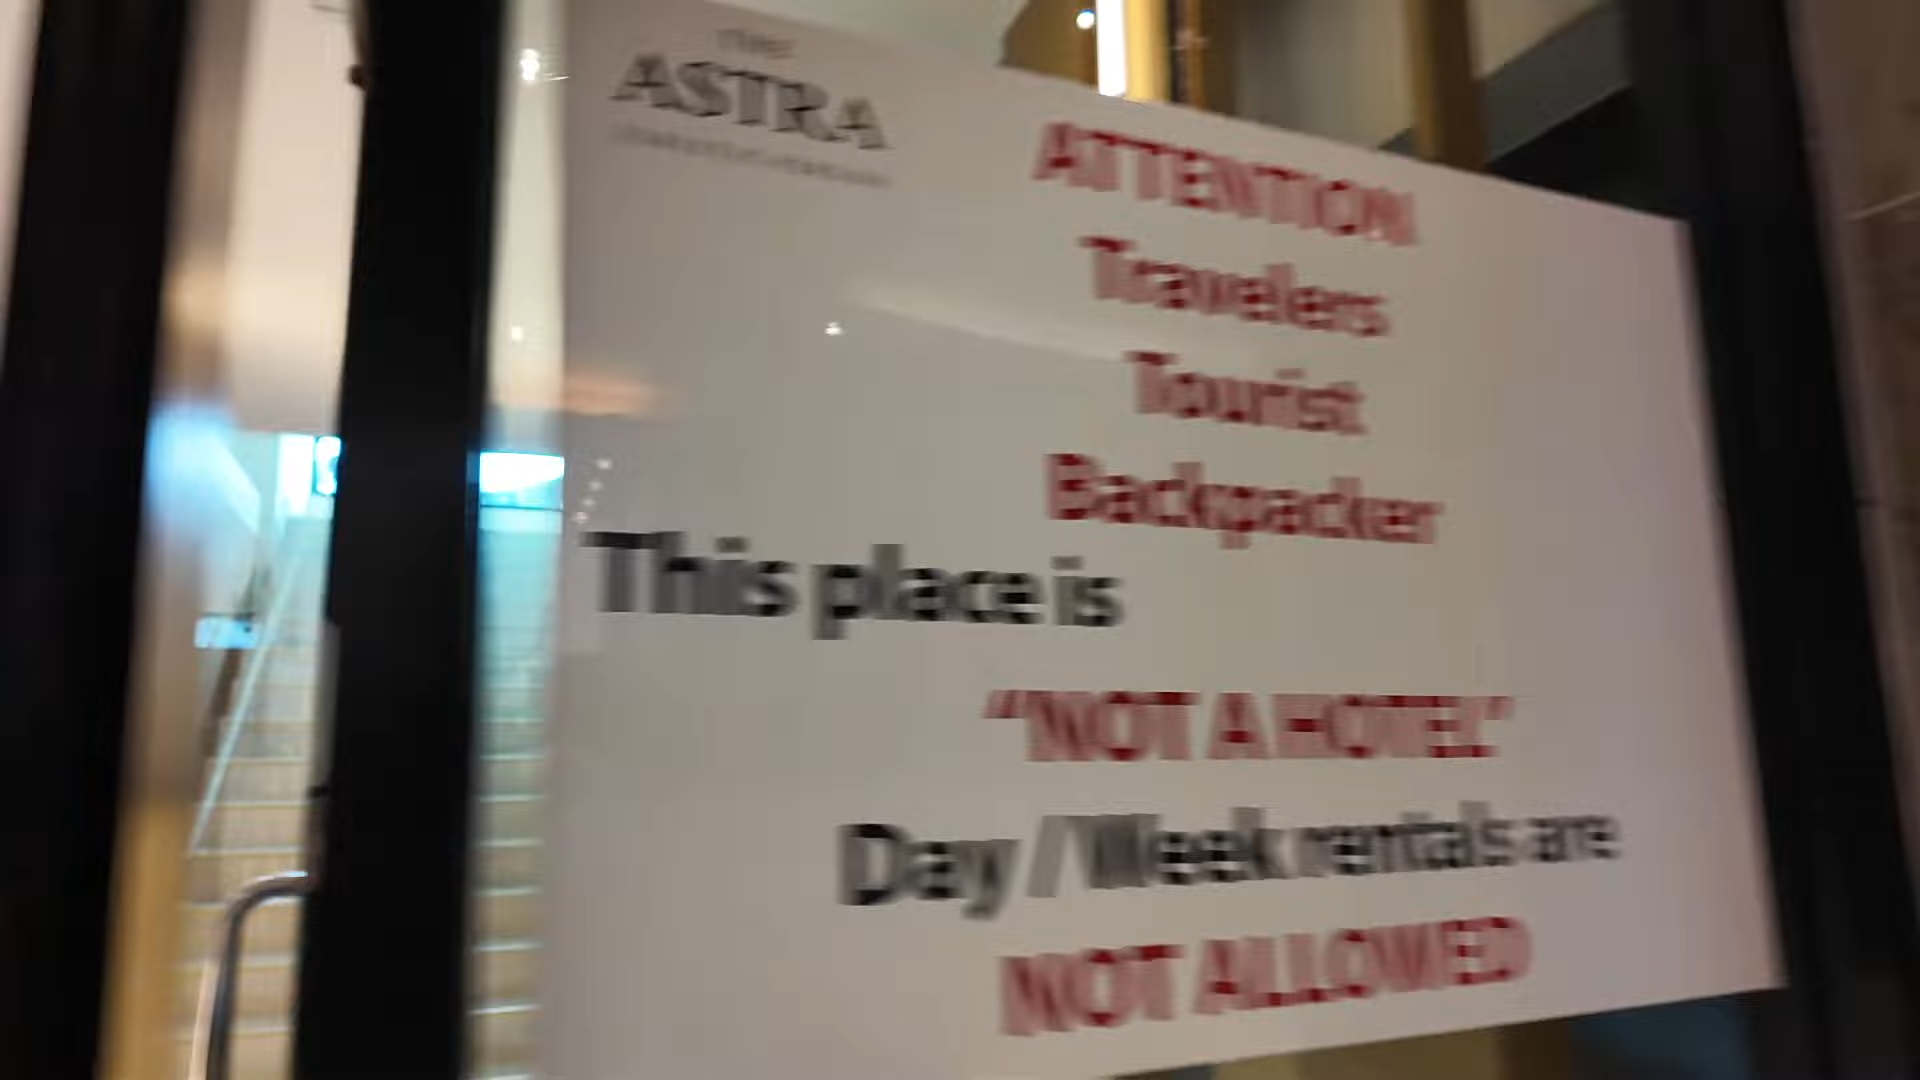 THE
ASTRA
ATTENTION
Travelers
Tourist
Backpacker
This place is
“NOT A HOTEL”
Day / Week rentals are
NOT ALLOWED